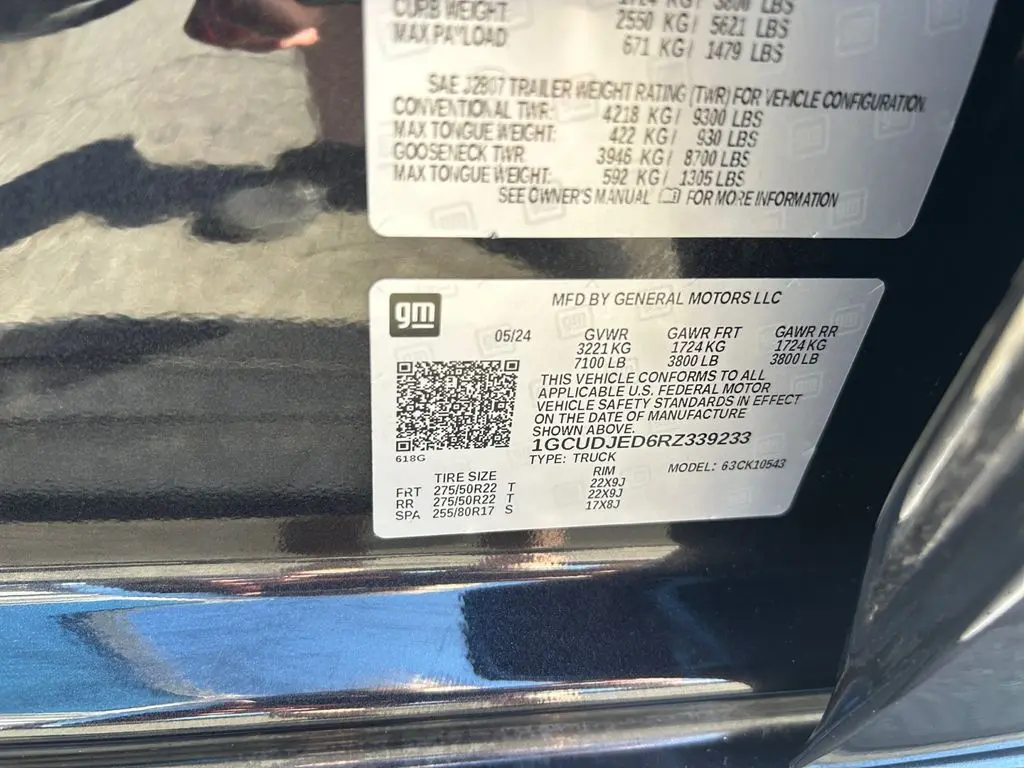 1724 KG/ 3800 LBS
CURB WEIGHT: 2550 KG/ 5621 LBS
MAX PAYLOAD 671 KG/ 1479 LBS
SAE J2807 TRAILER WEIGHT RATING (TWR) FOR VEHICLE CONFIGURATION.
CONVENTIONAL TWR: 4218 KG/ 9300 LBS
MAX TONGUE WEIGHT: 422 KG/ 930 LBS
GOOSENECK TWR 3946 KG/ 8700 LBS
MAX TONGUE WEIGHT: 592 KG/ 1305 LBS
SEE OWNER'S MANUAL FOR MORE INFORMATION
gm
MFD BY GENERAL MOTORS LLC
05/24 GVWR GAWR FRT GAWR RR
3221 KG 1724 KG 1724 KG
7100 LB 3800 LB 3800 LB
THIS VEHICLE CONFORMS TO ALL
APPLICABLE U.S. FEDERAL MOTOR
VEHICLE SAFETY STANDARDS IN EFFECT
ON THE DATE OF MANUFACTURE
SHOWN ABOVE.
1GCUDJED6RZ339233
618G
TYPE: TRUCK
MODEL: 63CK10543
TIRE SIZE RIM
FRT 275/50R22 T 22X9J
RR 275/50R22 T 22X9J
SPA 255/80R17 S 17X8J